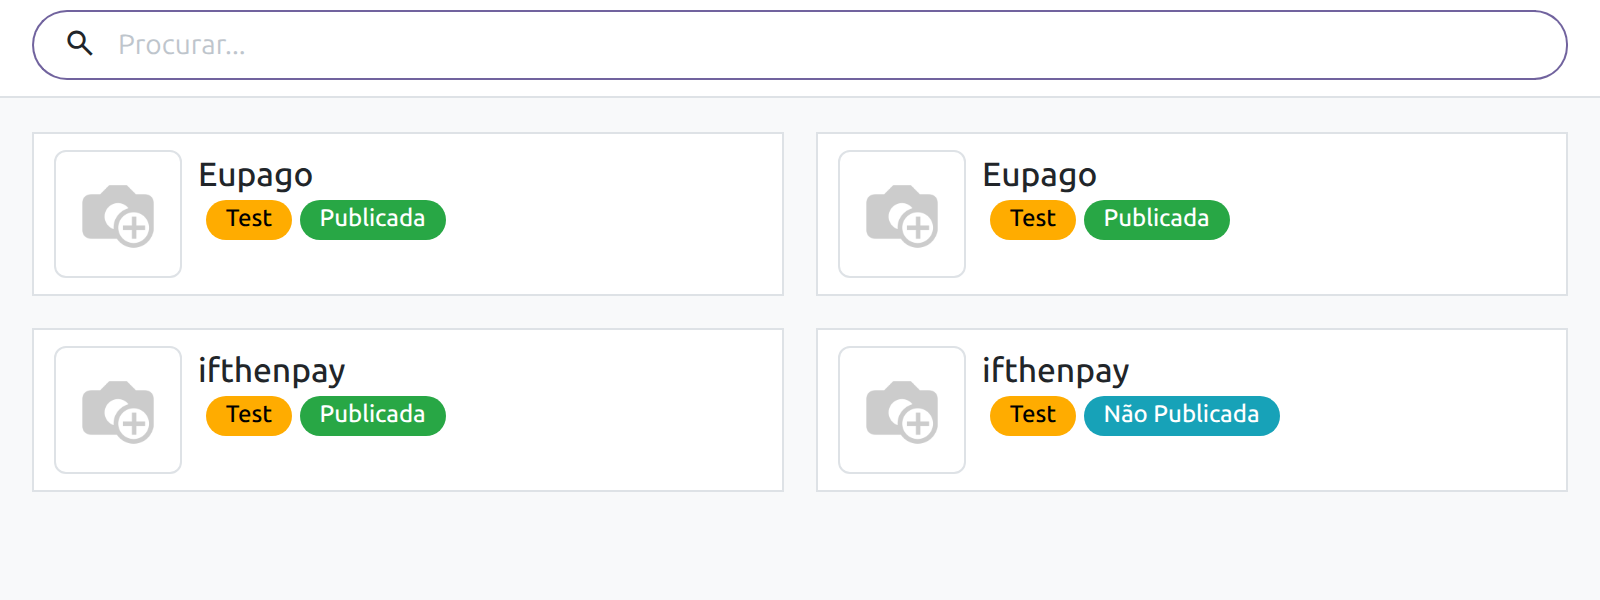 Procurar...
Eupago
Test Publicada
Eupago
Test Publicada
ifthenpay
Test Publicada
ifthenpay
Test Não Publicada